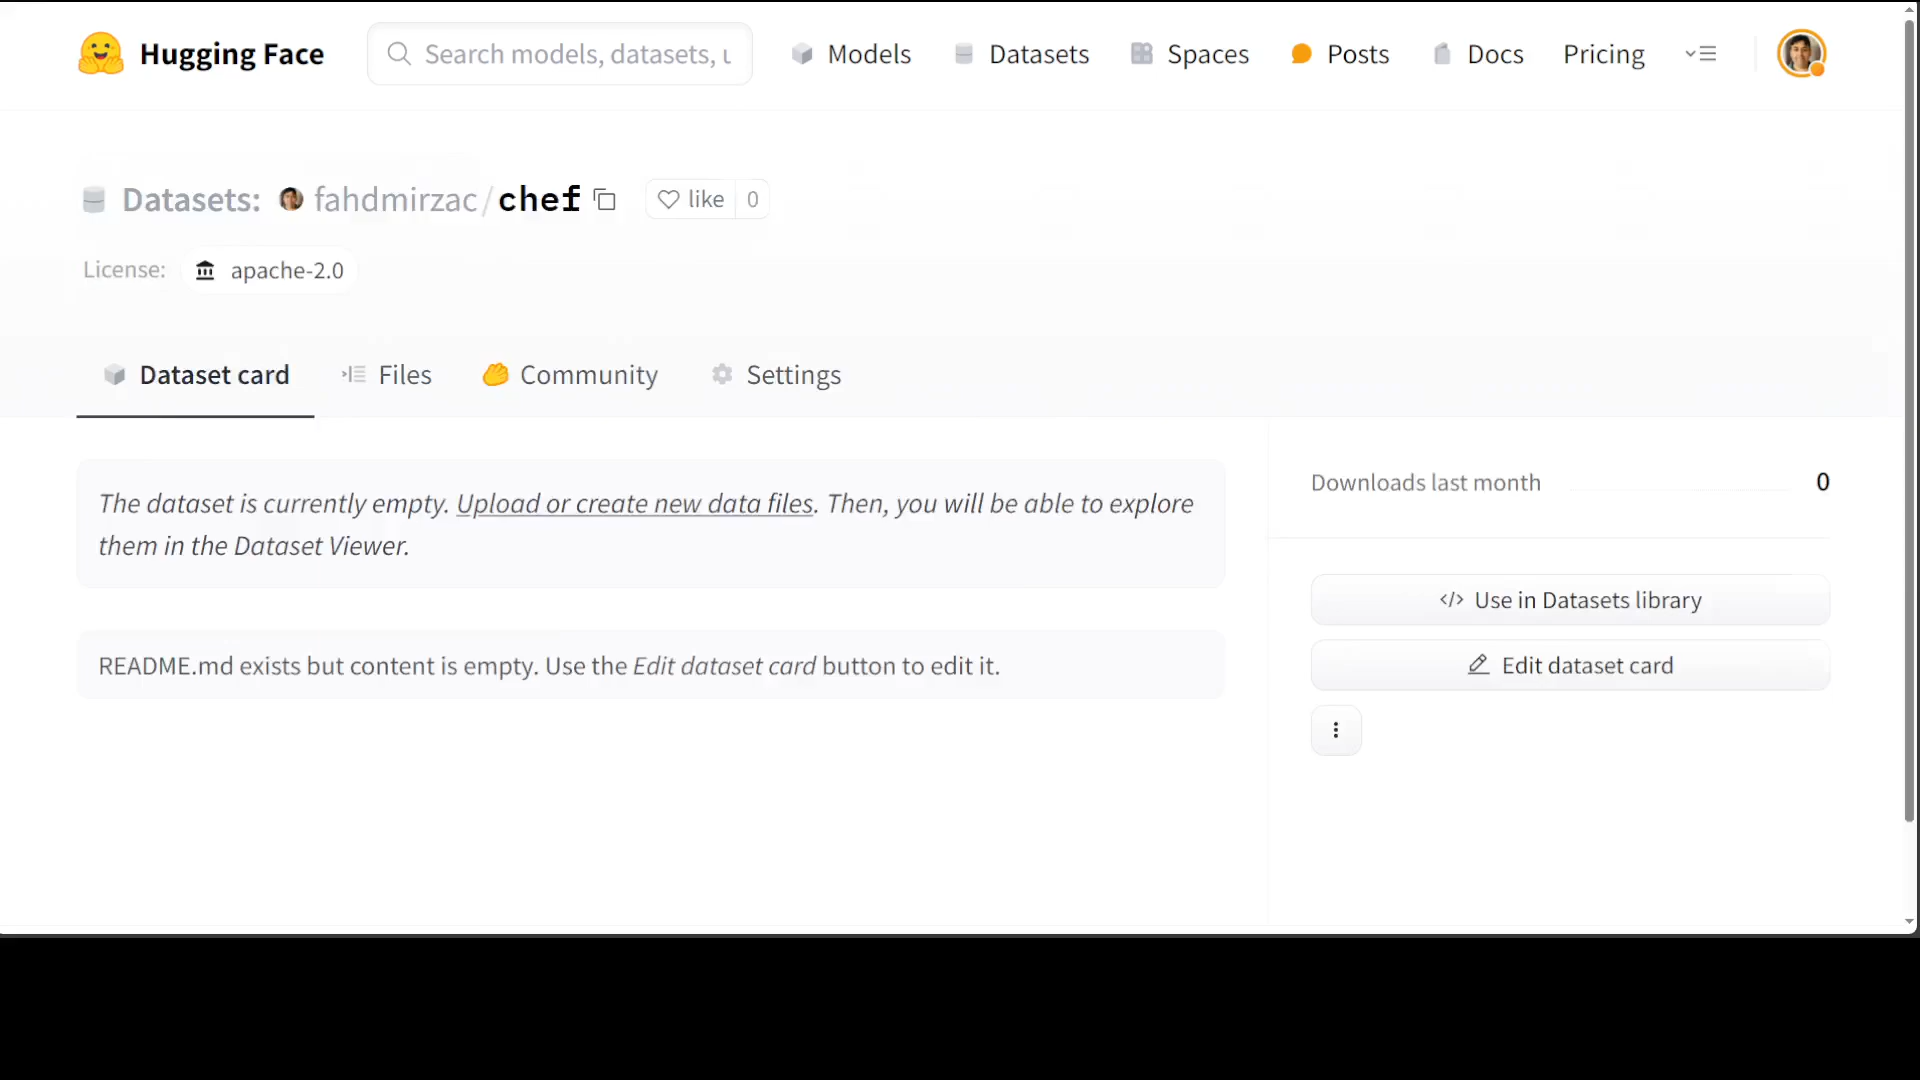 Hugging Face
Search models, datasets, u
Models
Datasets
Spaces
Posts
Docs
Pricing
Datasets: fahdmirzac/chef
like 0
License: apache-2.0
Dataset card
Files
Community
Settings
The dataset is currently empty. Upload or create new data files. Then, you will be able to explore
them in the Dataset Viewer.
README.md exists but content is empty. Use the Edit dataset card button to edit it.
Downloads last month 0
</> Use in Datasets library
Edit dataset card